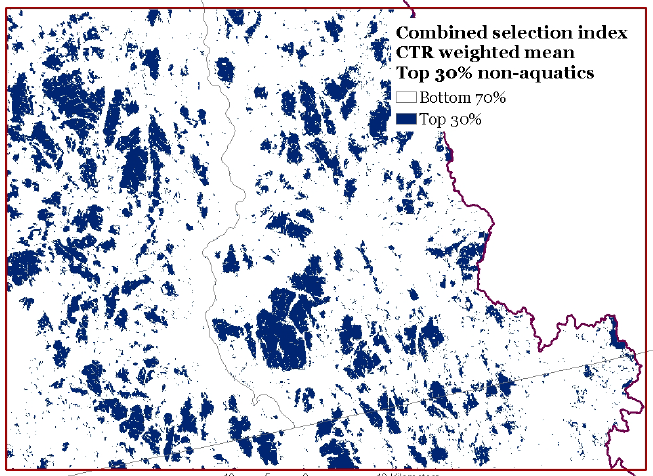 Combined selection index
CTR weighted mean
Top 30% non-aquatics
Bottom 70%
Top 30%